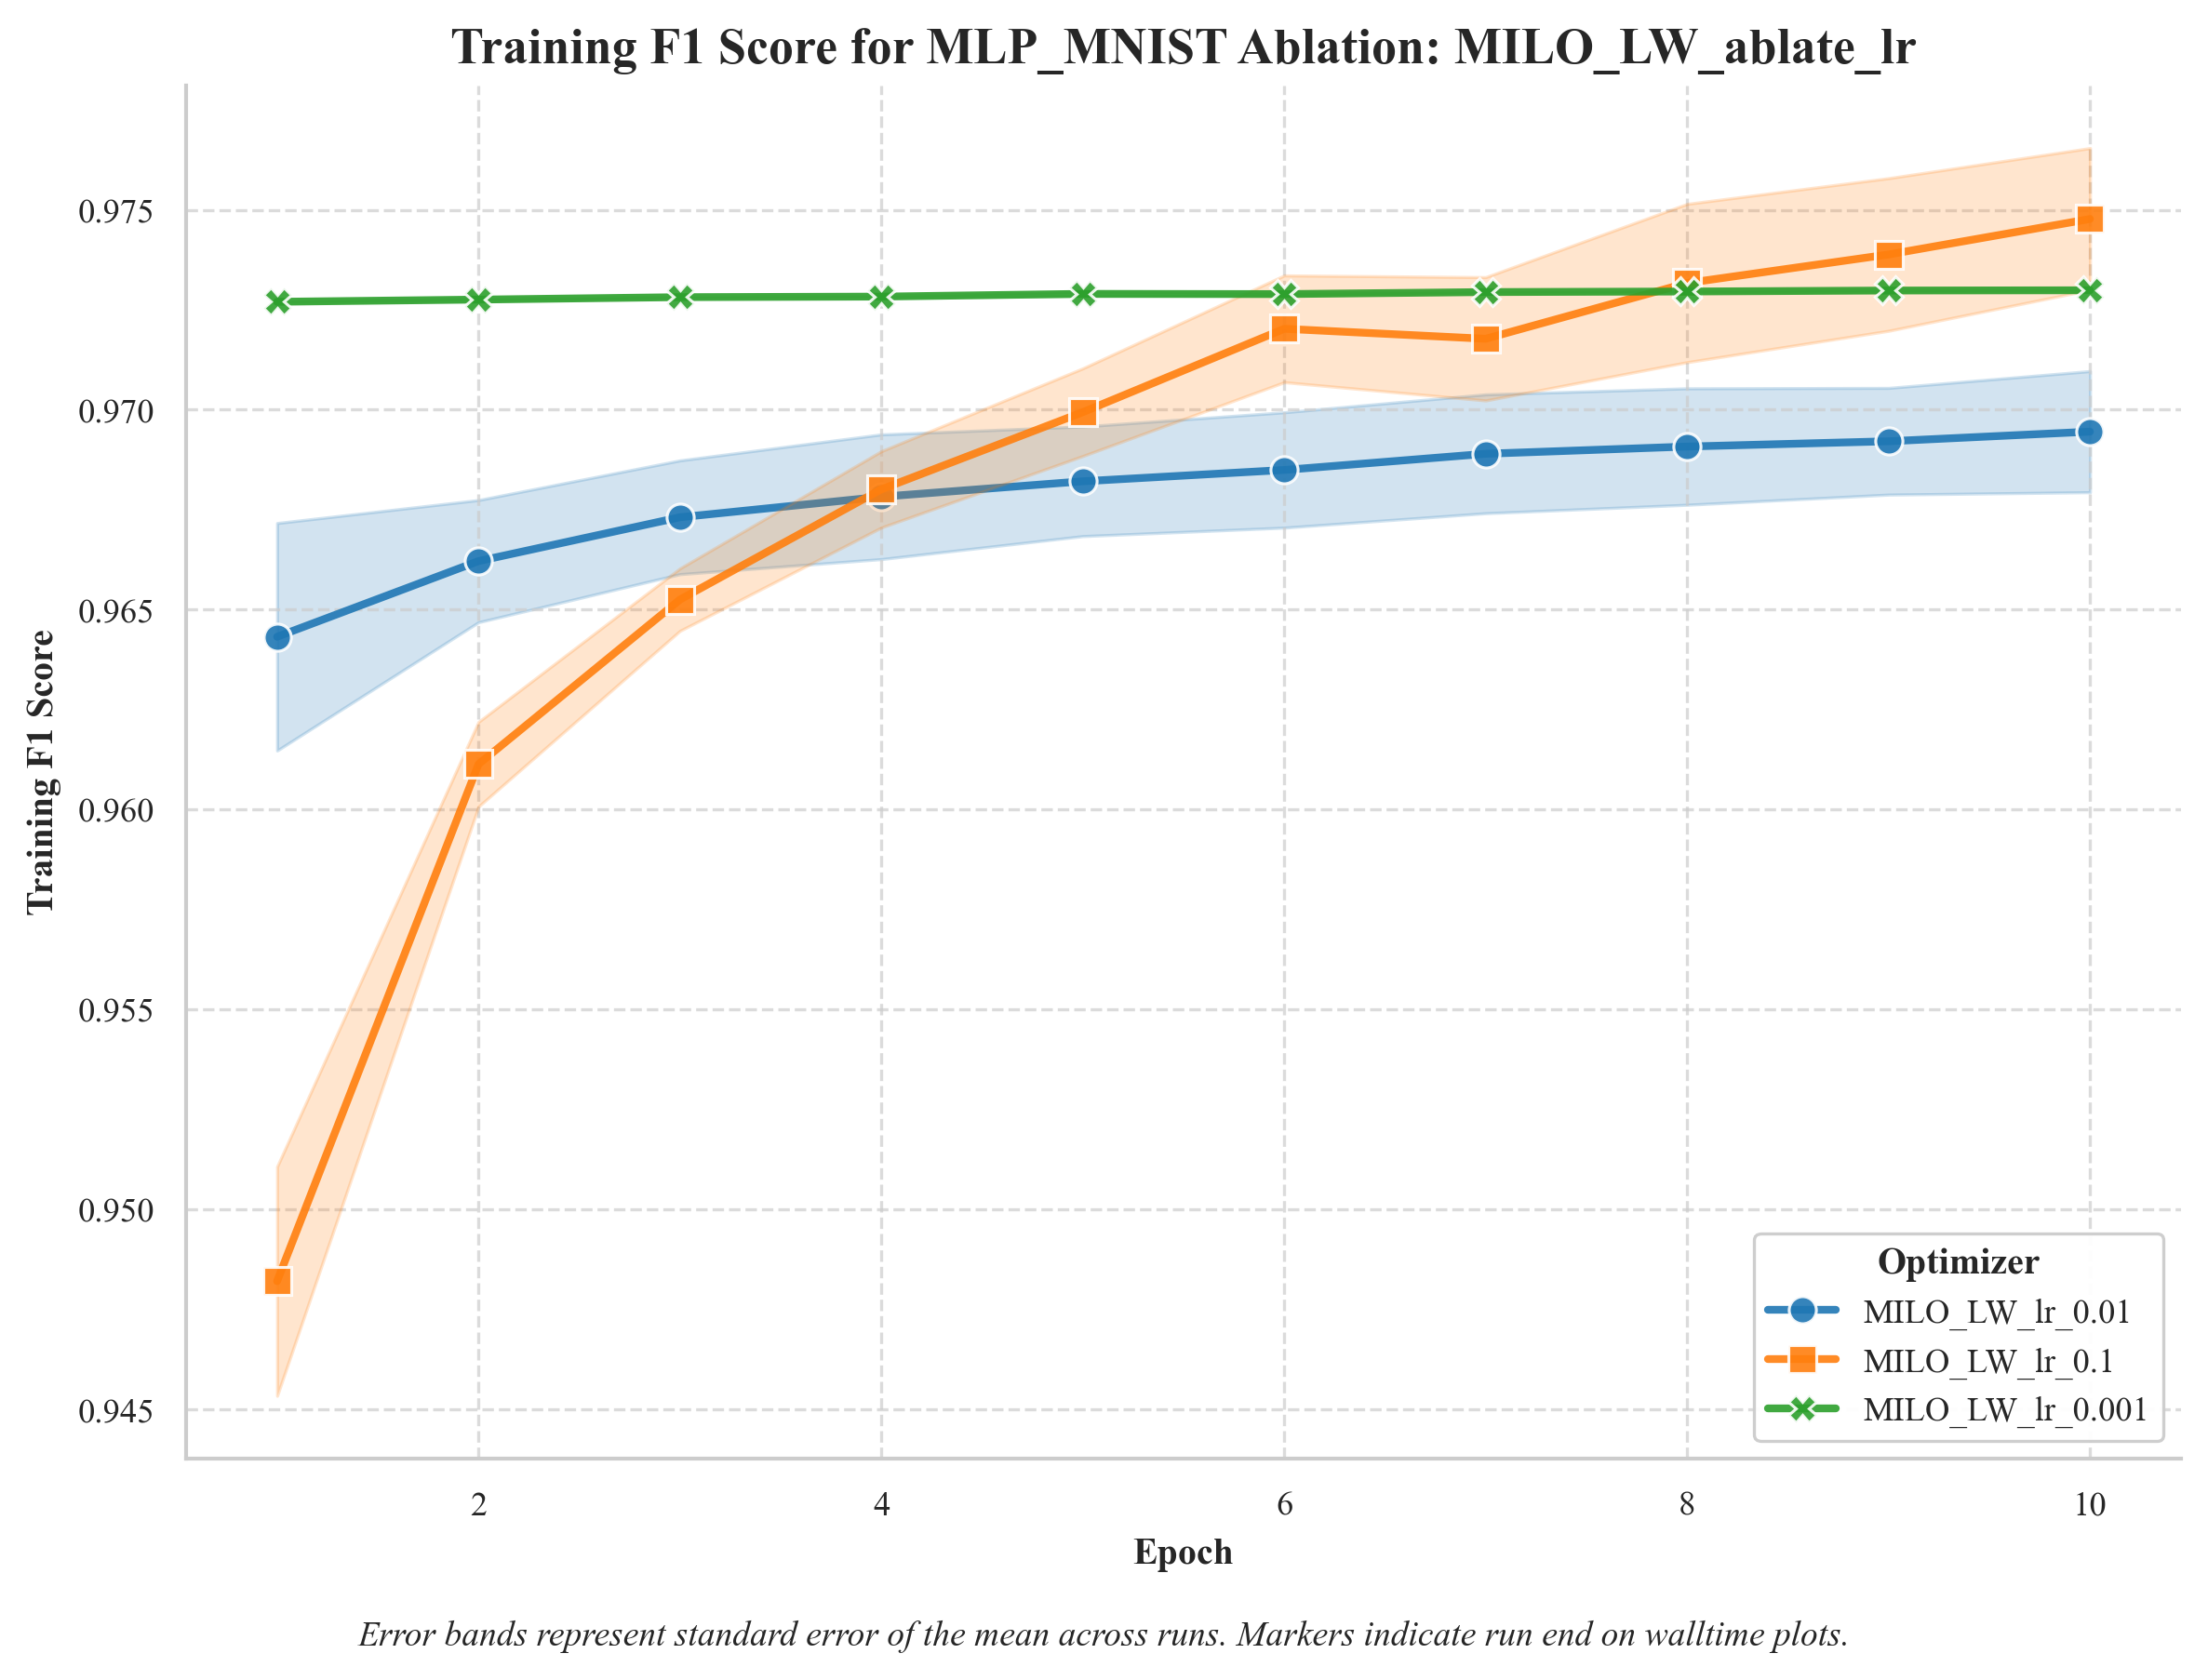 Training F1 Score for MLP_MNIST Ablation: MILO_LW_ablate_lr
Training F1 Score
0.975
0.970
0.965
0.960
0.955
0.950
0.945
Optimizer
MILO_LW_lr_0.01
MILO_LW_lr_0.1
MILO_LW_lr_0.001
2 4 6 8 10
Epoch
Error bands represent standard error of the mean across runs. Markers indicate run end on walltime plots.